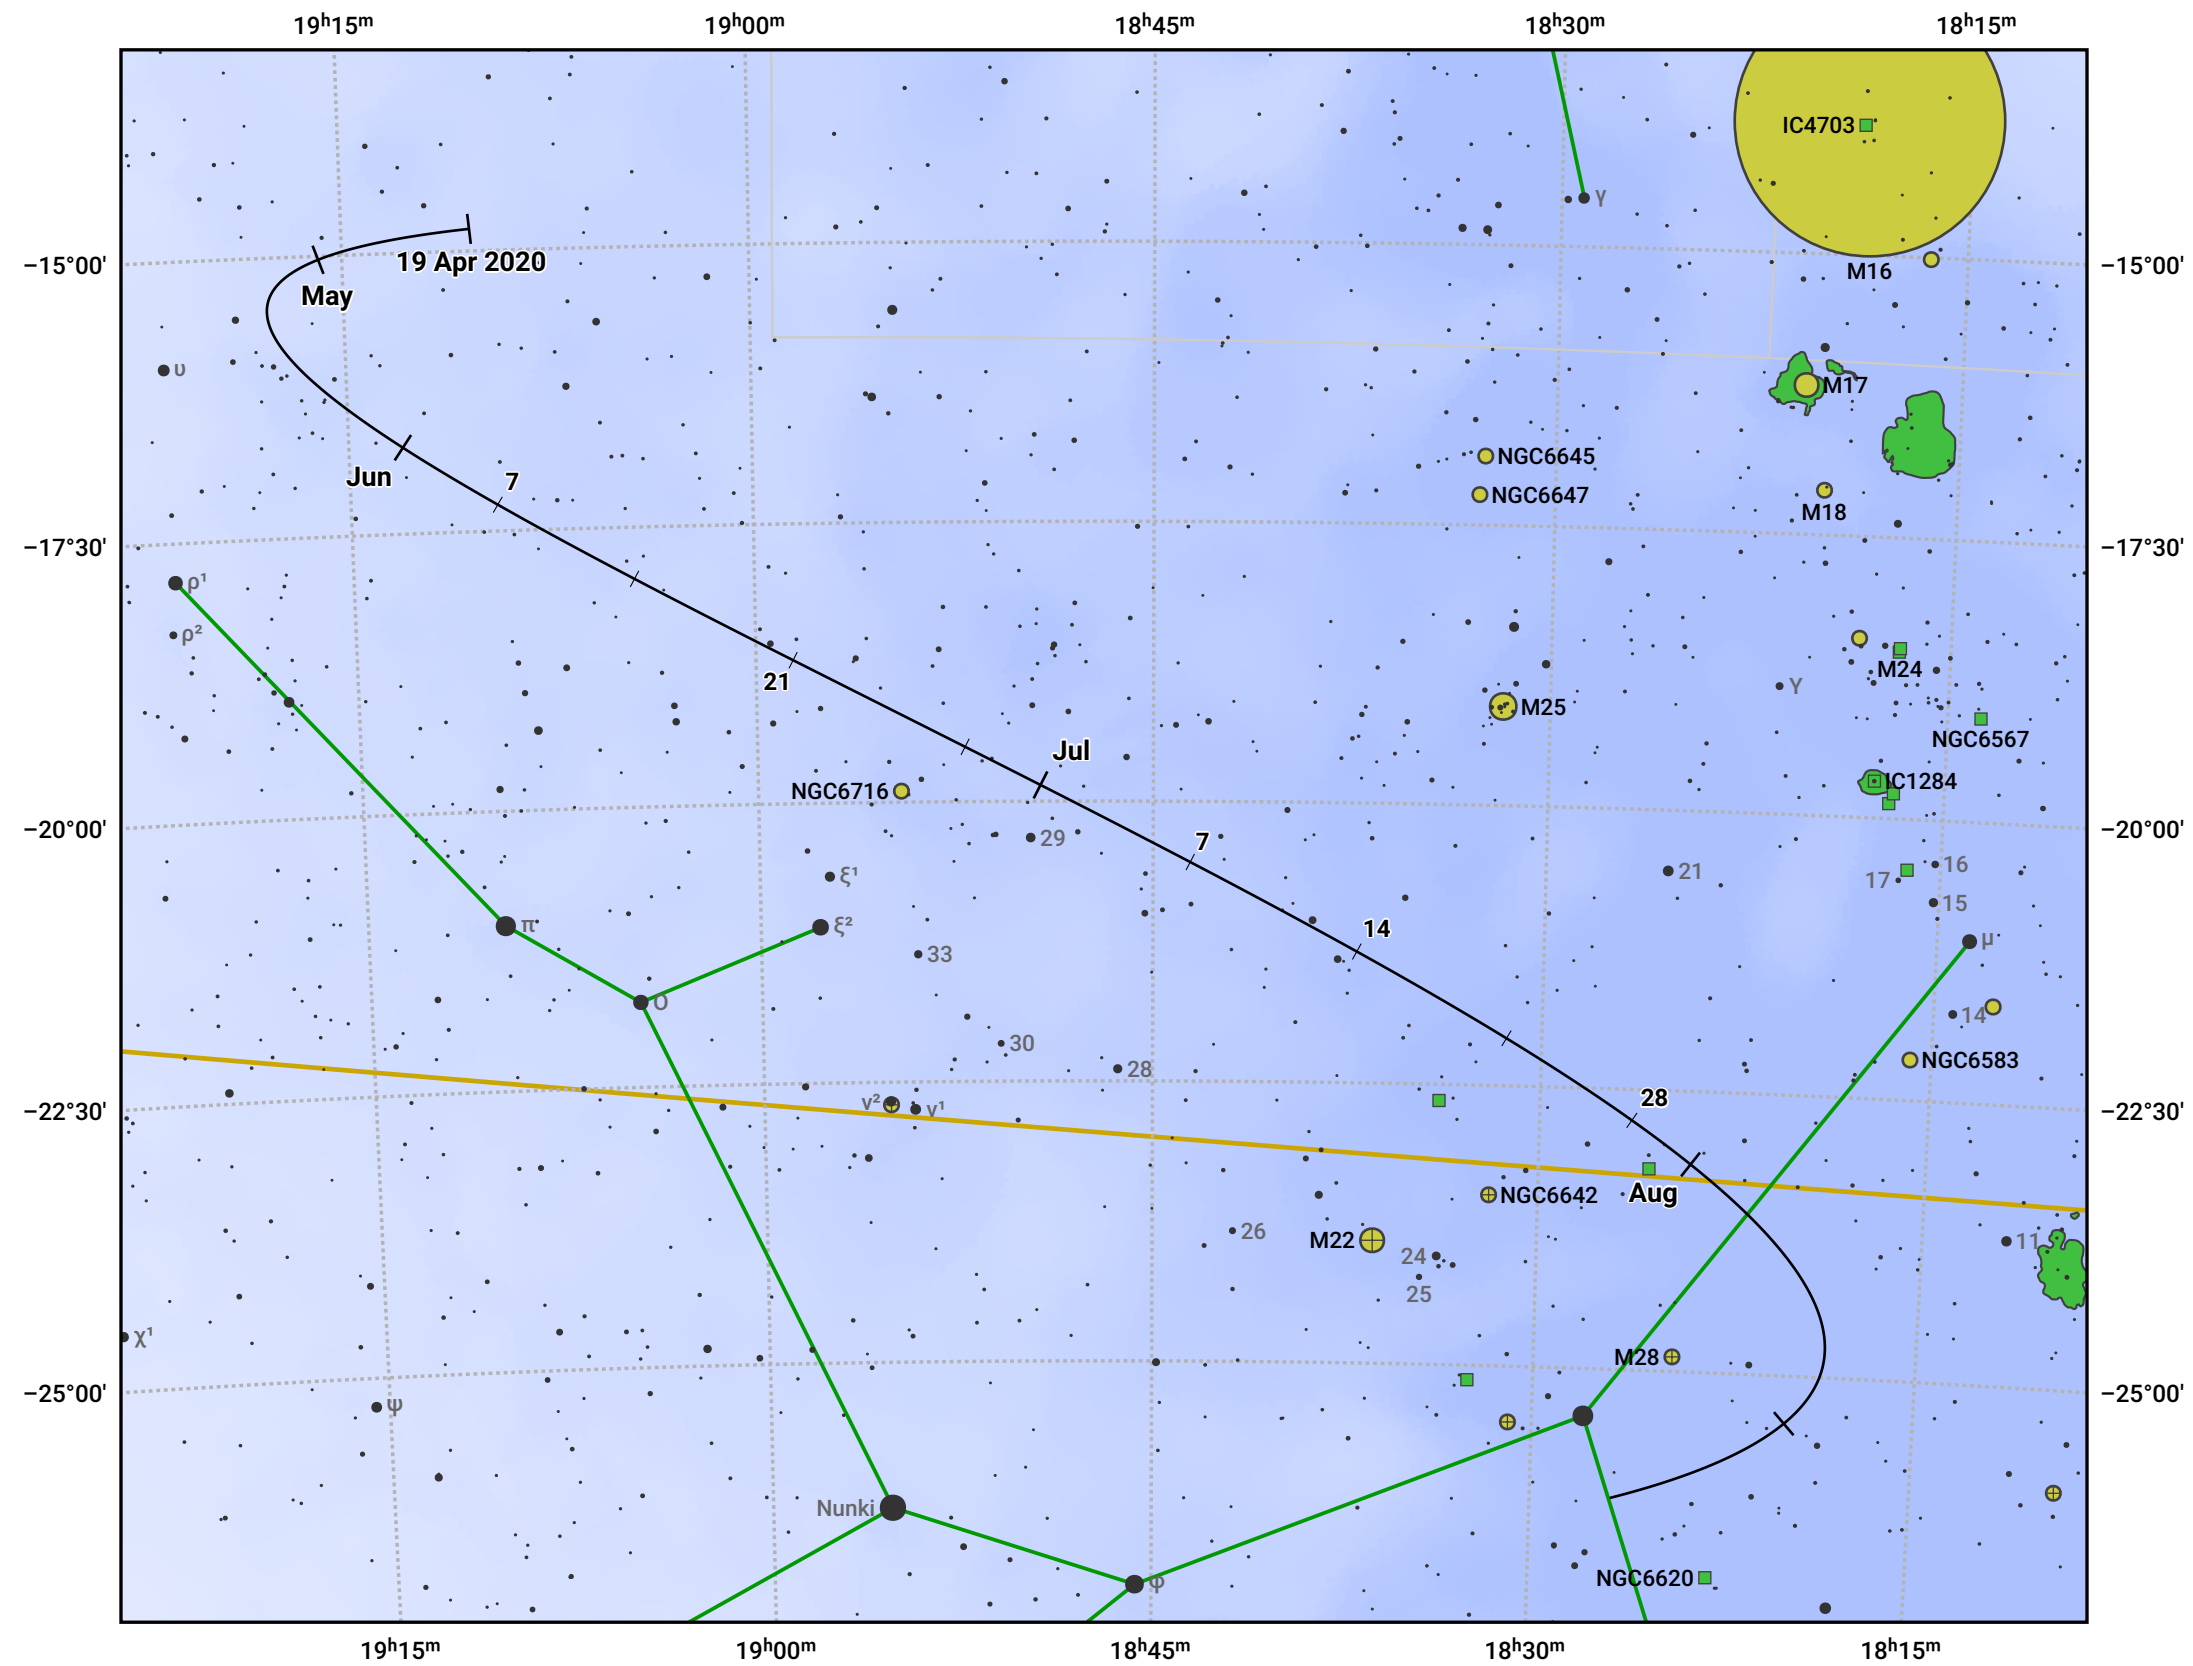 19ʰ15ᵐ 19ʰ00ᵐ 18ʰ45ᵐ 18ʰ30ᵐ 18ʰ15ᵐ
IC4703
γ
−15°00' 19 Apr 2020 −15°00'
M16
May
υ
M17
NGC6645
Jun
7
NGC6647
M18
−17°30' −17°30'
ρ¹
ρ²
M24
21
Y
M25
NGC6567
Jul
NGC6716
IC1284
−20°00' −20°00'
29
7
16
21
17
ξ¹
15
π
ξ²
14
μ
33
ο
14
30
NGC6583
28
28
ν²
ν¹
−22°30' −22°30'
Aug
NGC6642
26
M22
11
24
25
χ¹
M28
−25°00' −25°00'
ψ
Nunki
NGC6620
φ
19ʰ15ᵐ 19ʰ00ᵐ 18ʰ45ᵐ 18ʰ30ᵐ 18ʰ15ᵐ